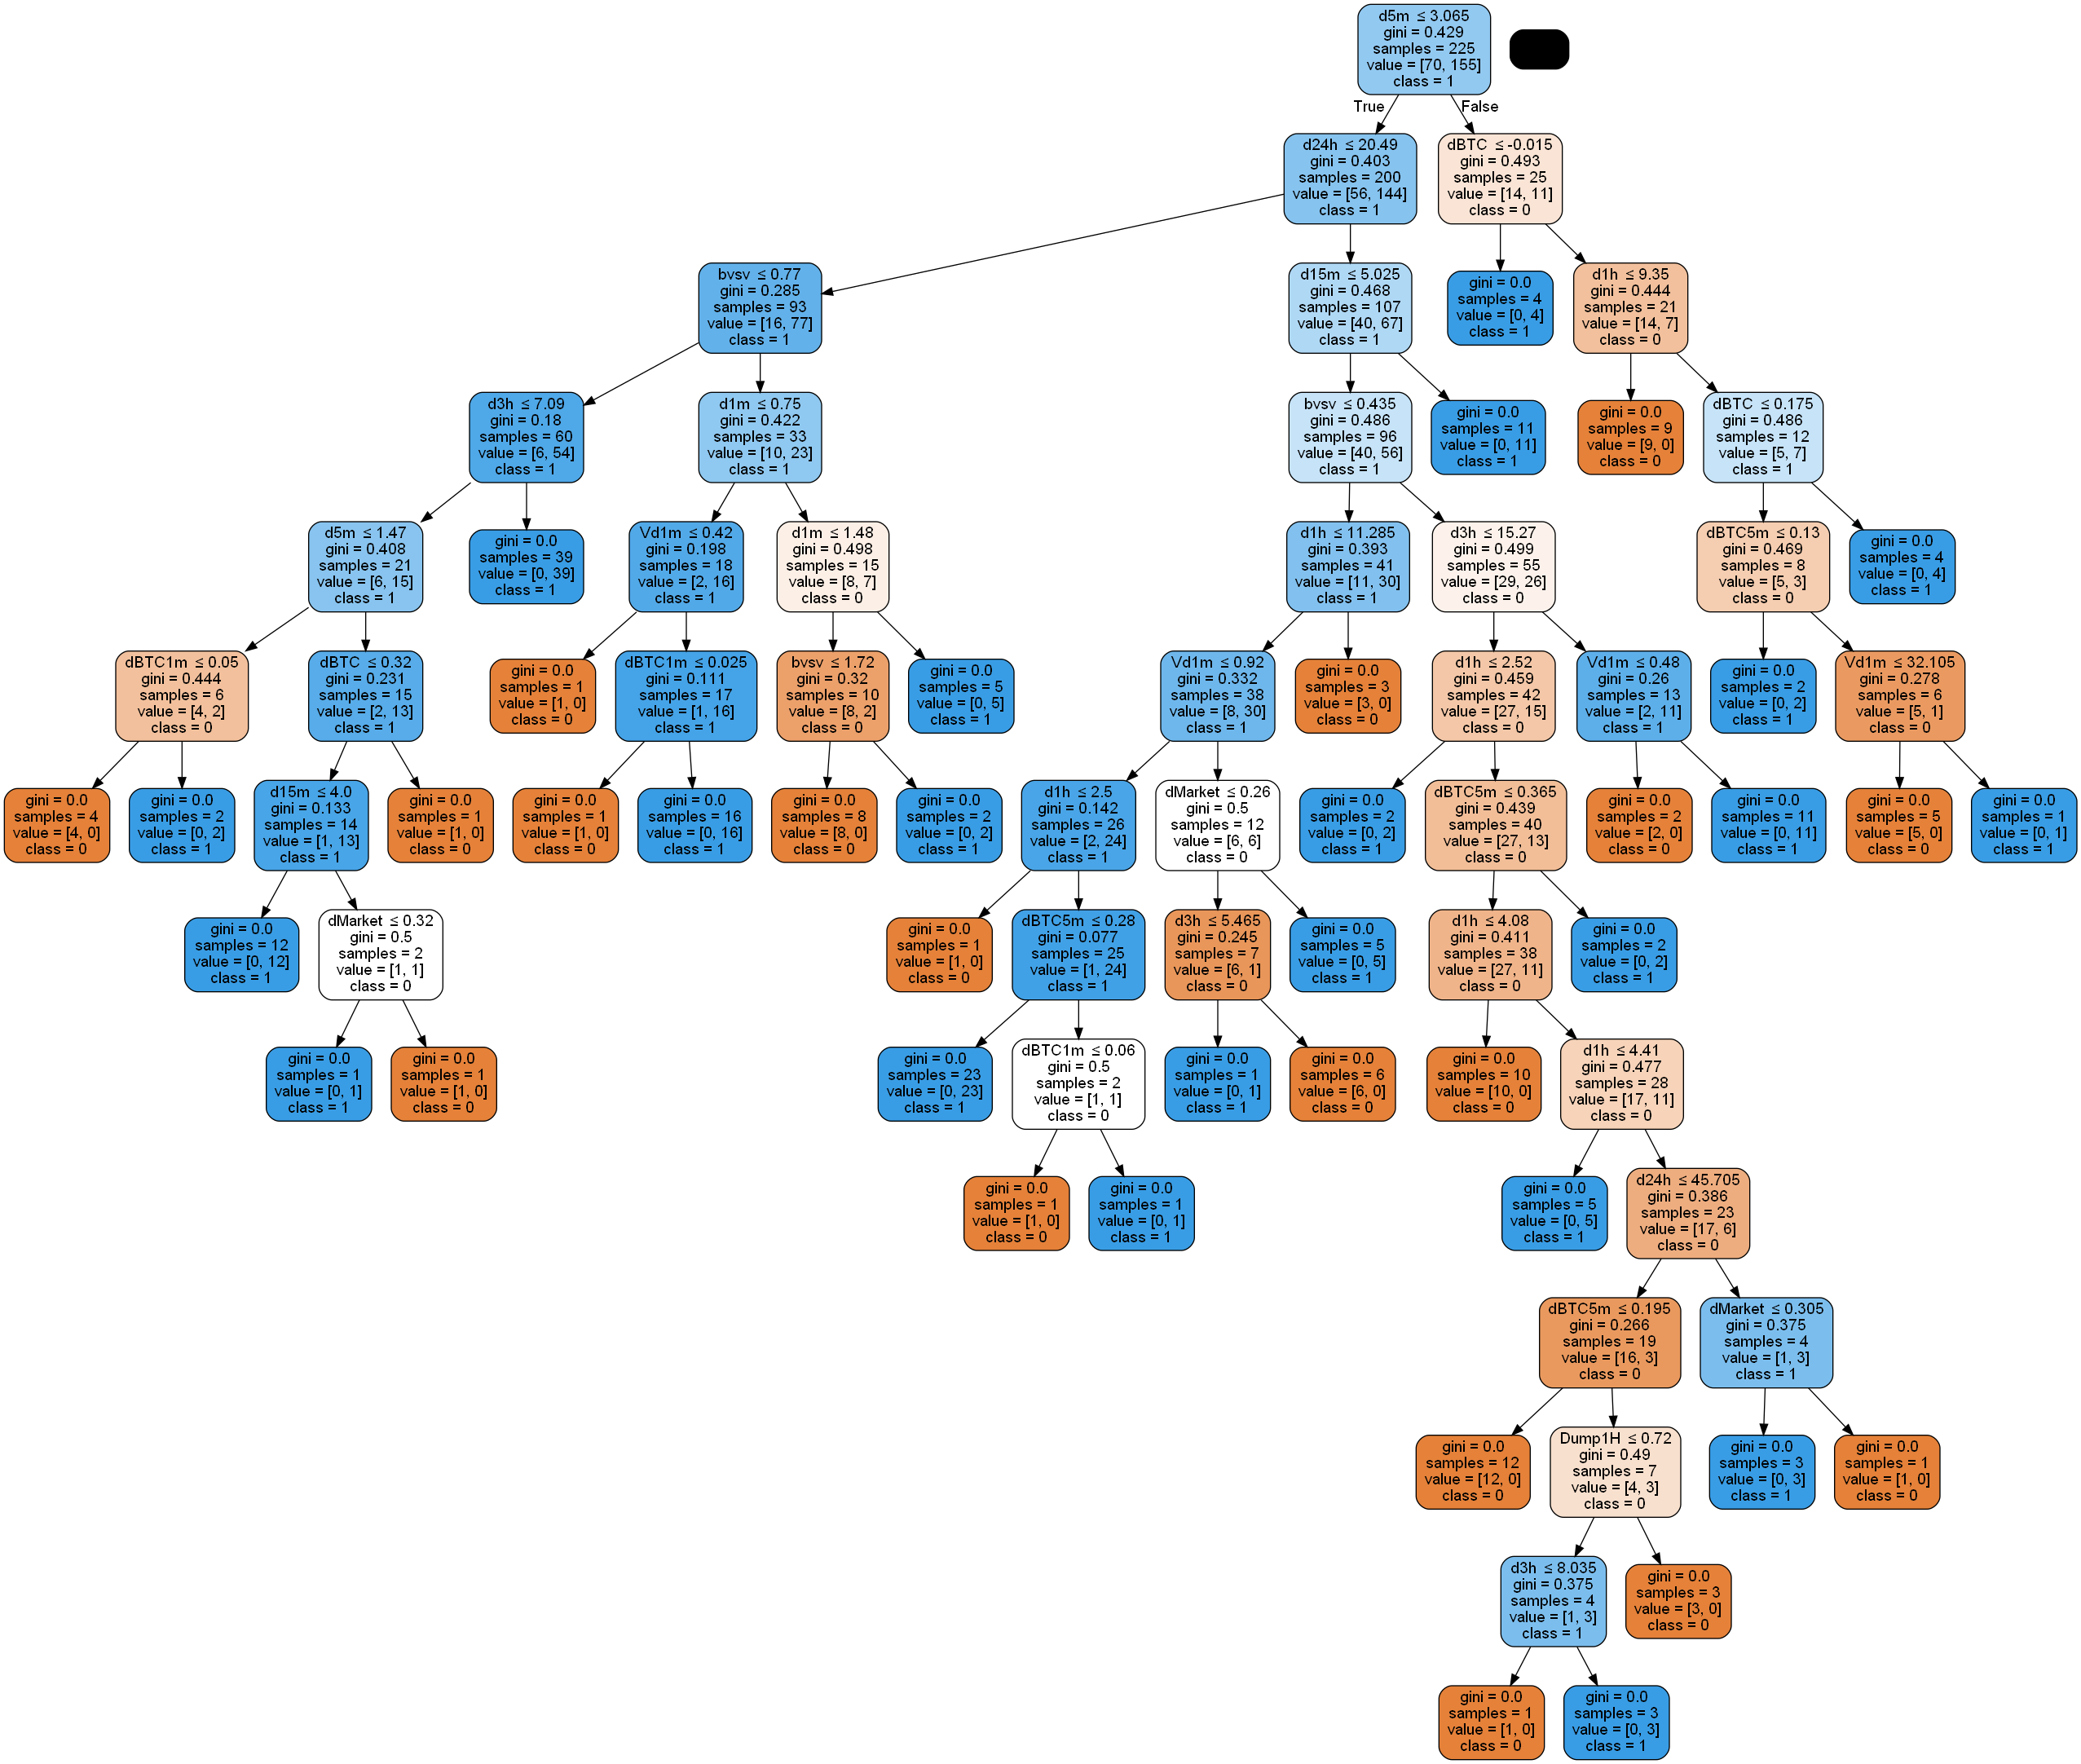 d5m ≤ 3.065
gini = 0.429
samples = 225
value = [70, 155]
class = 1
True
False
d24h ≤ 20.49
gini = 0.403
samples = 200
value = [56, 144]
class = 1
dBTC ≤ -0.015
gini = 0.493
samples = 25
value = [14, 11]
class = 0
bvsv ≤ 0.77
gini = 0.285
samples = 93
value = [16, 77]
class = 1
d15m ≤ 5.025
gini = 0.468
samples = 107
value = [40, 67]
class = 1
gini = 0.0
samples = 4
value = [0, 4]
class = 1
d1h ≤ 9.35
gini = 0.444
samples = 21
value = [14, 7]
class = 0
d3h ≤ 7.09
gini = 0.18
samples = 60
value = [6, 54]
class = 1
d1m ≤ 0.75
gini = 0.422
samples = 33
value = [10, 23]
class = 1
bvsv ≤ 0.435
gini = 0.486
samples = 96
value = [40, 56]
class = 1
gini = 0.0
samples = 11
value = [0, 11]
class = 1
gini = 0.0
samples = 9
value = [9, 0]
class = 0
dBTC ≤ 0.175
gini = 0.486
samples = 12
value = [5, 7]
class = 1
d5m ≤ 1.47
gini = 0.408
samples = 21
value = [6, 15]
class = 1
gini = 0.0
samples = 39
value = [0, 39]
class = 1
Vd1m ≤ 0.42
gini = 0.198
samples = 18
value = [2, 16]
class = 1
d1m ≤ 1.48
gini = 0.498
samples = 15
value = [8, 7]
class = 0
d1h ≤ 11.285
gini = 0.393
samples = 41
value = [11, 30]
class = 1
d3h ≤ 15.27
gini = 0.499
samples = 55
value = [29, 26]
class = 0
dBTC5m ≤ 0.13
gini = 0.469
samples = 8
value = [5, 3]
class = 0
gini = 0.0
samples = 4
value = [0, 4]
class = 1
dBTC1m ≤ 0.05
gini = 0.444
samples = 6
value = [4, 2]
class = 0
dBTC ≤ 0.32
gini = 0.231
samples = 15
value = [2, 13]
class = 1
gini = 0.0
samples = 1
value = [1, 0]
class = 0
dBTC1m ≤ 0.025
gini = 0.111
samples = 17
value = [1, 16]
class = 1
bvsv ≤ 1.72
gini = 0.32
samples = 10
value = [8, 2]
class = 0
gini = 0.0
samples = 5
value = [0, 5]
class = 1
Vd1m ≤ 0.92
gini = 0.332
samples = 38
value = [8, 30]
class = 1
gini = 0.0
samples = 3
value = [3, 0]
class = 0
d1h ≤ 2.52
gini = 0.459
samples = 42
value = [27, 15]
class = 0
Vd1m ≤ 0.48
gini = 0.26
samples = 13
value = [2, 11]
class = 1
gini = 0.0
samples = 2
value = [0, 2]
class = 1
Vd1m ≤ 32.105
gini = 0.278
samples = 6
value = [5, 1]
class = 0
gini = 0.0
samples = 4
value = [4, 0]
class = 0
gini = 0.0
samples = 2
value = [0, 2]
class = 1
d15m ≤ 4.0
gini = 0.133
samples = 14
value = [1, 13]
class = 1
gini = 0.0
samples = 1
value = [1, 0]
class = 0
gini = 0.0
samples = 1
value = [1, 0]
class = 0
gini = 0.0
samples = 16
value = [0, 16]
class = 1
gini = 0.0
samples = 8
value = [8, 0]
class = 0
gini = 0.0
samples = 2
value = [0, 2]
class = 1
d1h ≤ 2.5
gini = 0.142
samples = 26
value = [2, 24]
class = 1
dMarket ≤ 0.26
gini = 0.5
samples = 12
value = [6, 6]
class = 0
gini = 0.0
samples = 2
value = [0, 2]
class = 1
dBTC5m ≤ 0.365
gini = 0.439
samples = 40
value = [27, 13]
class = 0
gini = 0.0
samples = 2
value = [2, 0]
class = 0
gini = 0.0
samples = 11
value = [0, 11]
class = 1
gini = 0.0
samples = 5
value = [5, 0]
class = 0
gini = 0.0
samples = 1
value = [0, 1]
class = 1
gini = 0.0
samples = 12
value = [0, 12]
class = 1
dMarket ≤ 0.32
gini = 0.5
samples = 2
value = [1, 1]
class = 0
gini = 0.0
samples = 1
value = [1, 0]
class = 0
dBTC5m ≤ 0.28
gini = 0.077
samples = 25
value = [1, 24]
class = 1
d3h ≤ 5.465
gini = 0.245
samples = 7
value = [6, 1]
class = 0
gini = 0.0
samples = 5
value = [0, 5]
class = 1
d1h ≤ 4.08
gini = 0.411
samples = 38
value = [27, 11]
class = 0
gini = 0.0
samples = 2
value = [0, 2]
class = 1
gini = 0.0
samples = 1
value = [0, 1]
class = 1
gini = 0.0
samples = 1
value = [1, 0]
class = 0
gini = 0.0
samples = 23
value = [0, 23]
class = 1
dBTC1m ≤ 0.06
gini = 0.5
samples = 2
value = [1, 1]
class = 0
gini = 0.0
samples = 1
value = [0, 1]
class = 1
gini = 0.0
samples = 6
value = [6, 0]
class = 0
gini = 0.0
samples = 10
value = [10, 0]
class = 0
d1h ≤ 4.41
gini = 0.477
samples = 28
value = [17, 11]
class = 0
gini = 0.0
samples = 1
value = [1, 0]
class = 0
gini = 0.0
samples = 1
value = [0, 1]
class = 1
gini = 0.0
samples = 5
value = [0, 5]
class = 1
d24h ≤ 45.705
gini = 0.386
samples = 23
value = [17, 6]
class = 0
dBTC5m ≤ 0.195
gini = 0.266
samples = 19
value = [16, 3]
class = 0
dMarket ≤ 0.305
gini = 0.375
samples = 4
value = [1, 3]
class = 1
gini = 0.0
samples = 12
value = [12, 0]
class = 0
Dump1H ≤ 0.72
gini = 0.49
samples = 7
value = [4, 3]
class = 0
gini = 0.0
samples = 3
value = [0, 3]
class = 1
gini = 0.0
samples = 1
value = [1, 0]
class = 0
d3h ≤ 8.035
gini = 0.375
samples = 4
value = [1, 3]
class = 1
gini = 0.0
samples = 3
value = [3, 0]
class = 0
gini = 0.0
samples = 1
value = [1, 0]
class = 0
gini = 0.0
samples = 3
value = [0, 3]
class = 1